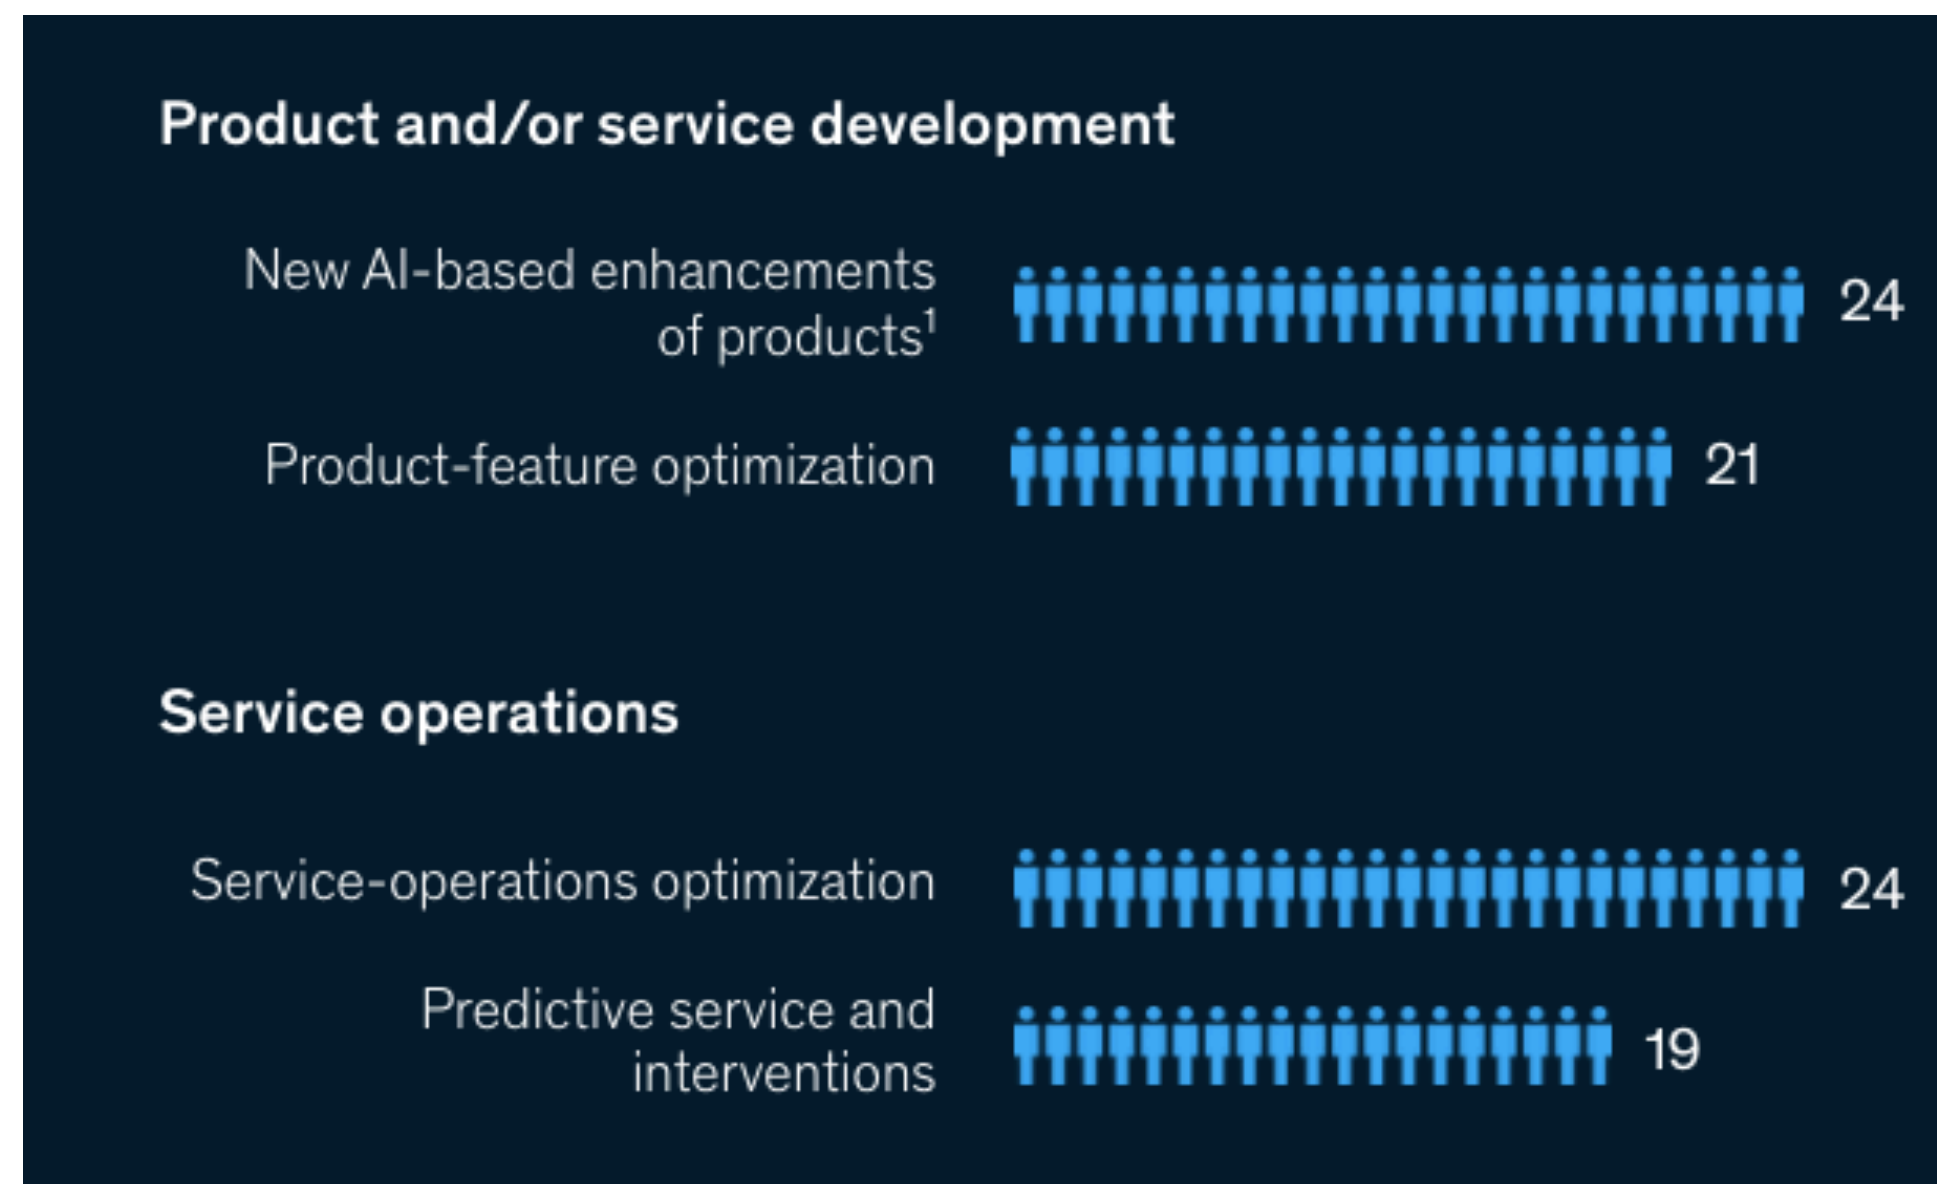 Product and/or service development
New AI-based enhancements
of products¹
24
Product-feature optimization
21
Service operations
Service-operations optimization
24
Predictive service and
interventions
19